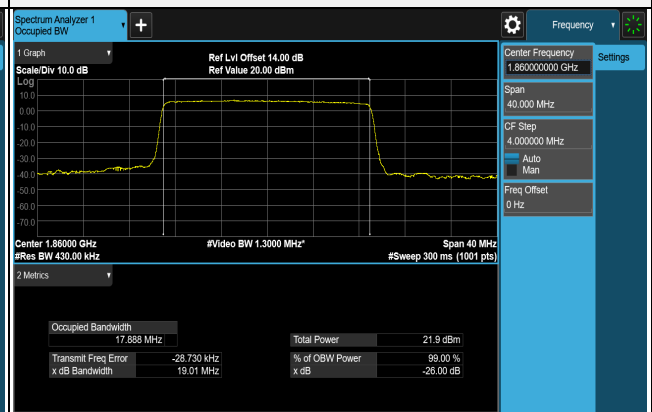 Spectrum Analyzer 1
Occupied BW
+
Frequency
1 Graph
Scale/Div 10.0 dB
Ref Lvl Offset 14.00 dB
Ref Value 20.00 dBm
Log
10.0
0.00
-10.0
-20.0
-30.0
-40.0
-50.0
-60.0
-70.0
Center 1.86000 GHz
#Video BW 1.3000 MHz*
Span 40 MHz
#Res BW 430.00 kHz
#Sweep 300 ms (1001 pts)
2 Metrics
Occupied Bandwidth
17.888 MHz
Total Power 21.9 dBm
Transmit Freq Error -28.730 kHz
% of OBW Power 99.00 %
x dB Bandwidth 19.01 MHz
x dB -26.00 dB
Center Frequency
1.860000000 GHz
Settings
Span
40.000 MHz
CF Step
4.000000 MHz
Auto
Man
Freq Offset
0 Hz